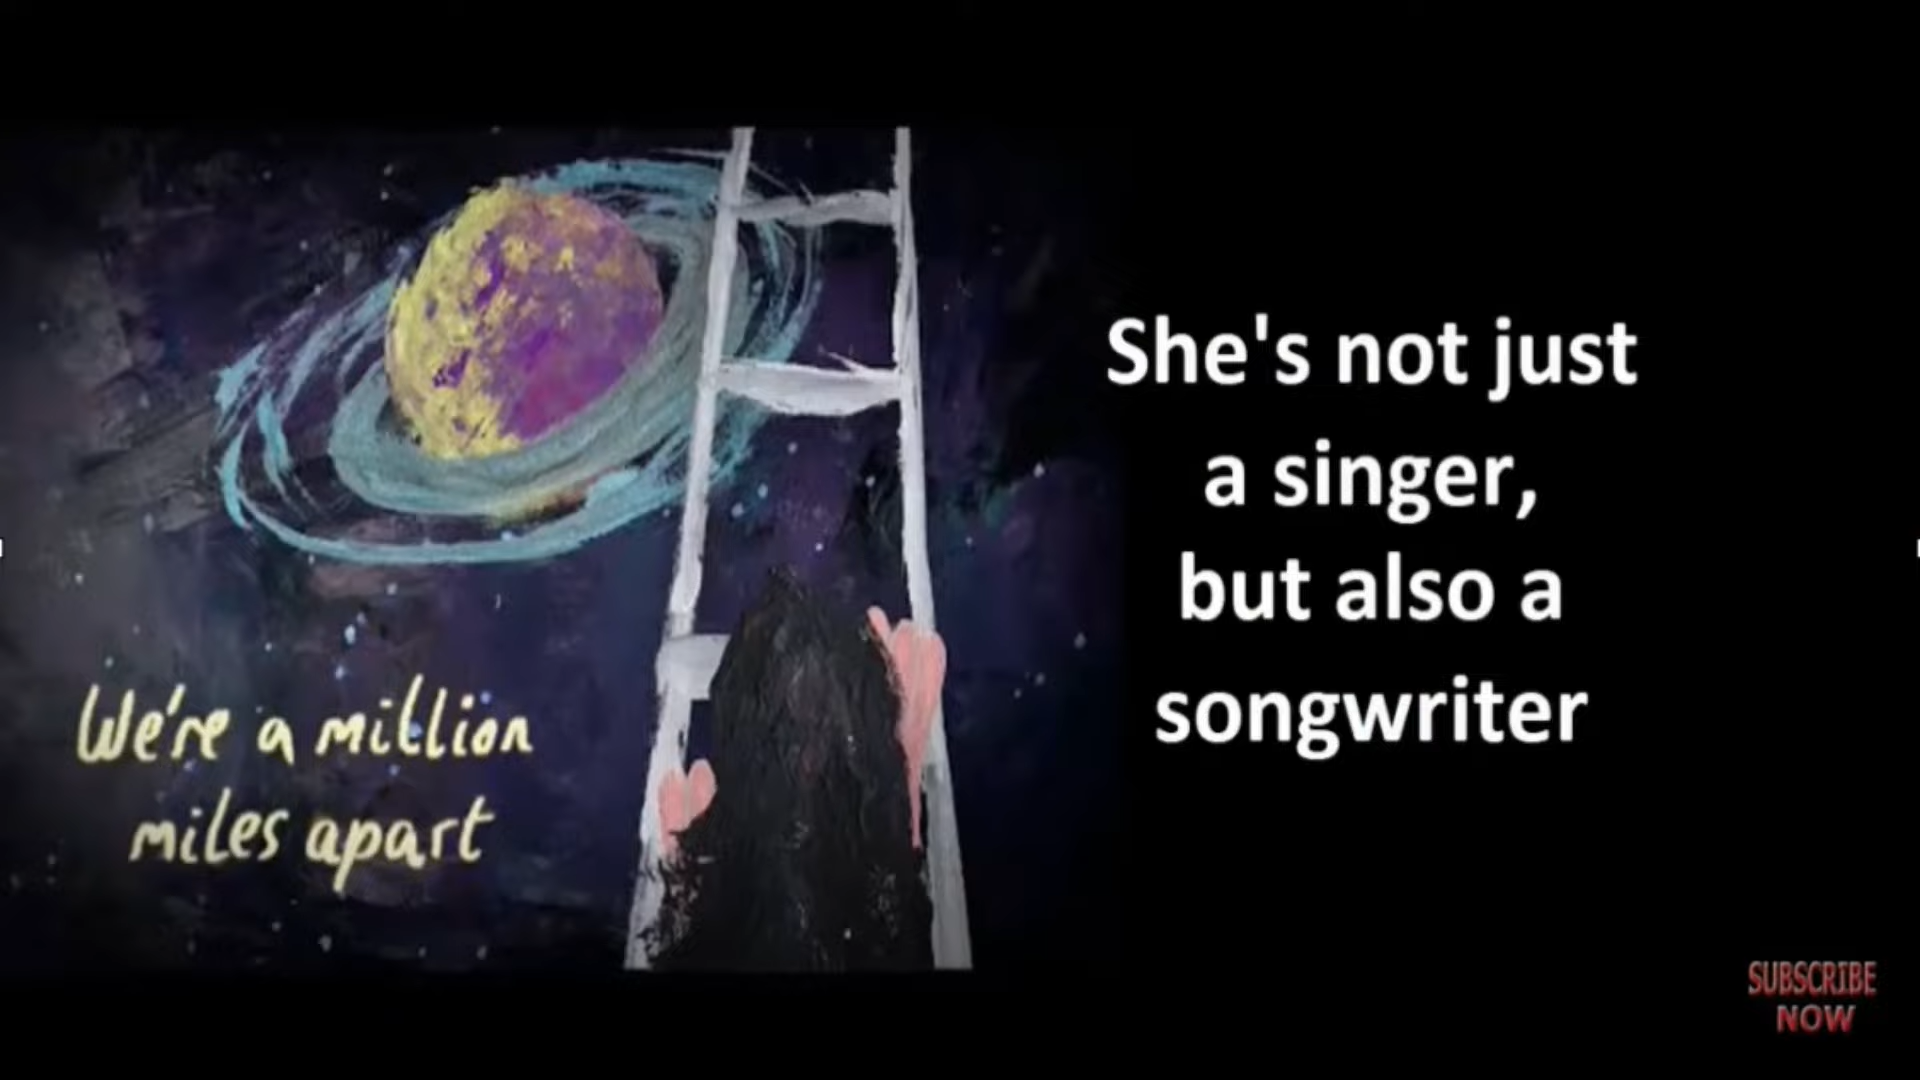 We're a million
miles apart
She's not just
a singer,
but also a
songwriter
SUBSCRIBE
NOW